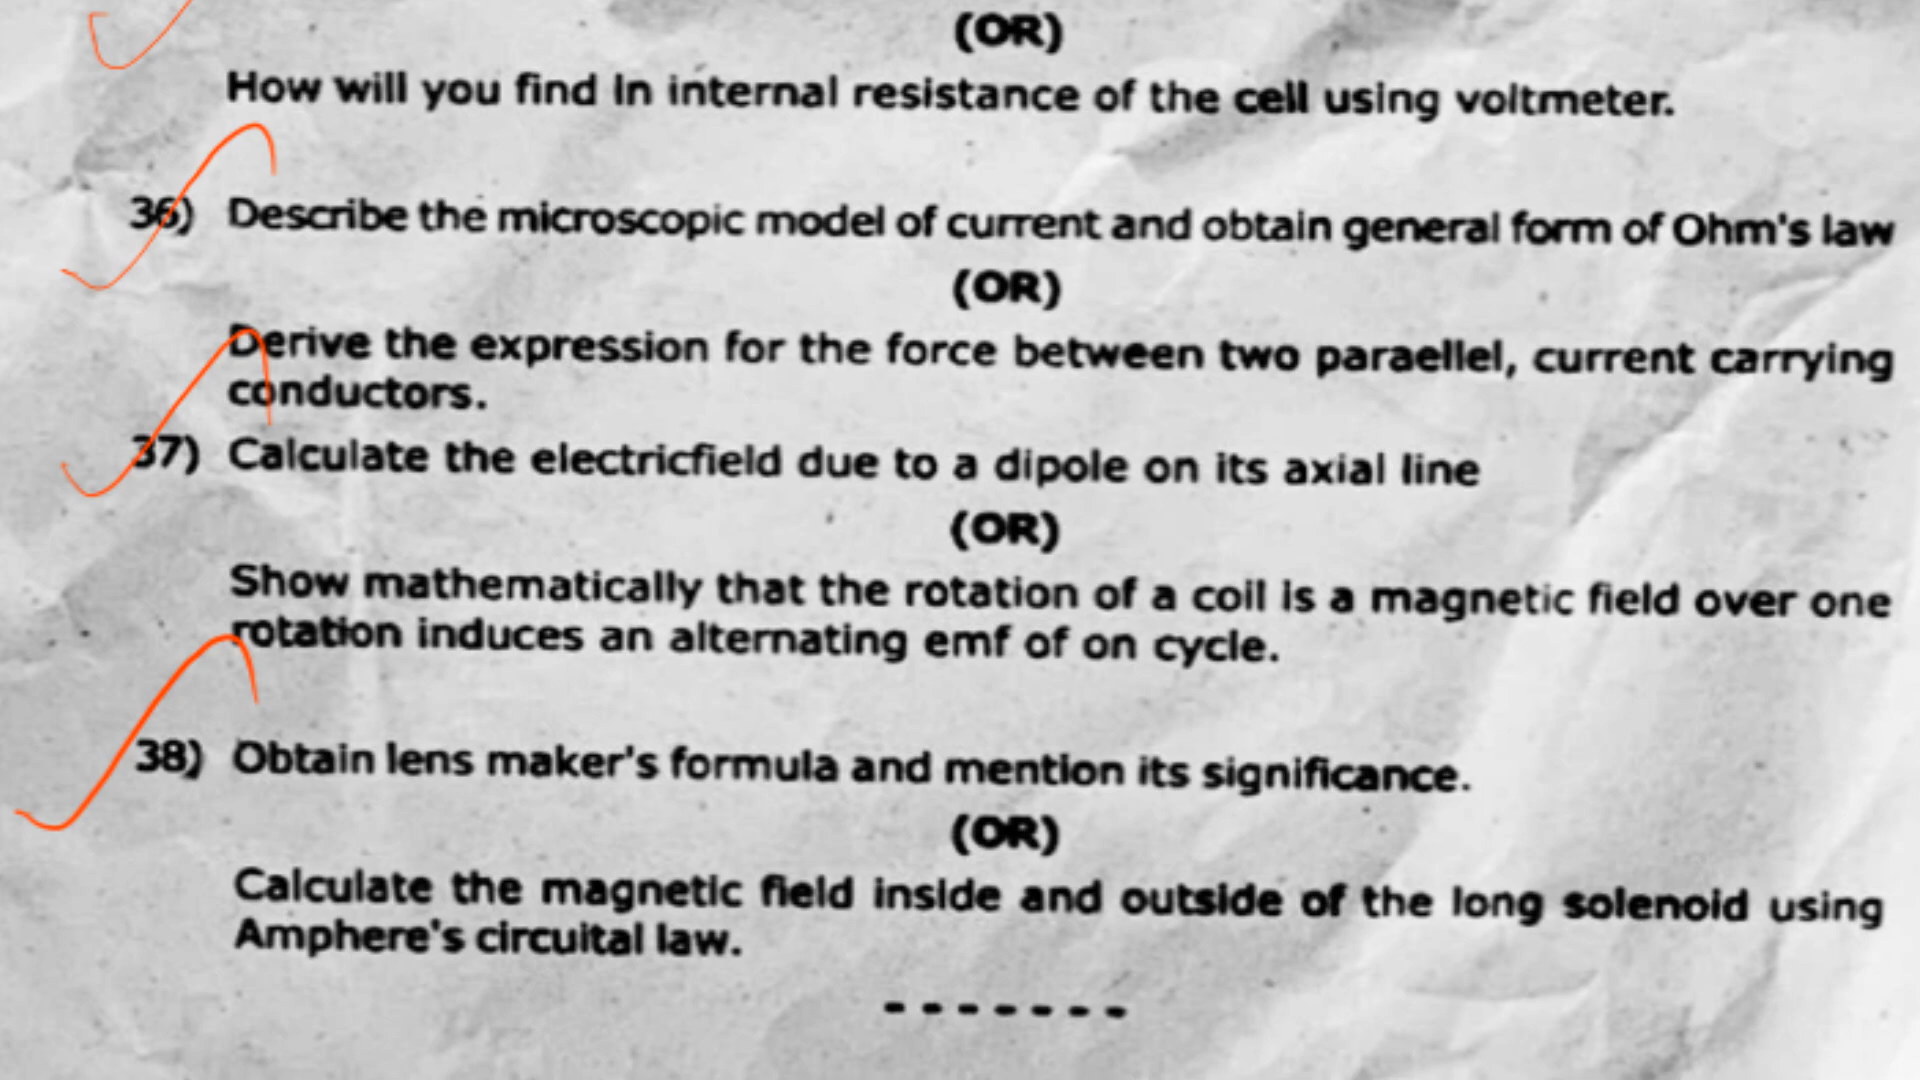 (OR)
How will you find In internal resistance of the cell using voltmeter.
36) Describe the microscopic model of current and obtain general form of Ohm's law
(OR)
Derive the expression for the force between two paraellel, current carrying
conductors.
37) Calculate the electricfield due to a dipole on its axial line
(OR)
Show mathematically that the rotation of a coil is a magnetic field over one
rotation induces an alternating emf of on cycle.
38) Obtain lens maker's formula and mention its significance.
(OR)
Calculate the magnetic field inside and outside of the long solenoid using
Amphere's circuital law.
-------